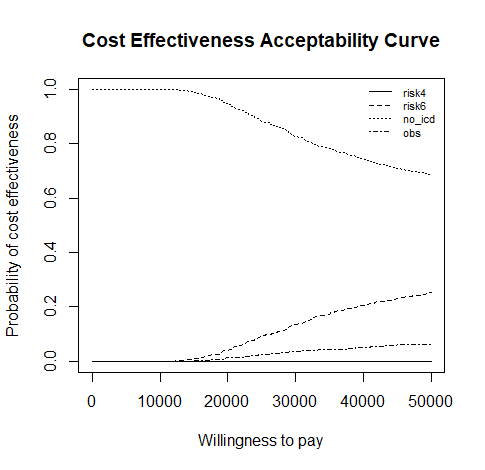 Cost Effectiveness Acceptability Curve
Probability of cost effectiveness
1.0
0.8
0.6
0.4
0.2
0.0
risk4
risk6
no_icd
obs
0 10000 20000 30000 40000 50000
Willingness to pay